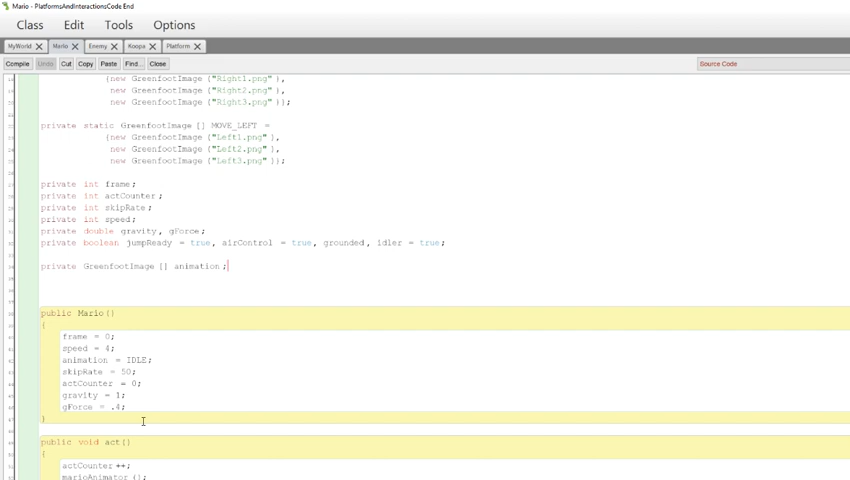 Mario - PlatformsAndInteractionsCode End
Class Edit Tools Options
MyWorld Mario Enemy Koopa Platform
Compile Undo Cut Copy Paste Find... Close Source Code
{new GreenfootImage ("Right1.png" ),
new GreenfootImage ("Right2.png" ),
new GreenfootImage ("Right3.png" )};
private static GreenfootImage [] MOVE_LEFT =
{new GreenfootImage ("Left1.png" ),
new GreenfootImage ("Left2.png" ),
new GreenfootImage ("Left3.png" )};
private int frame ;
private int actCounter ;
private int skipRate ;
private int speed ;
private double gravity , gForce ;
private boolean jumpReady = true, airControl = true, grounded , idler = true;
private GreenfootImage [] animation ;
public Mario()
{
frame = 0;
speed = 4;
animation = IDLE;
skipRate = 50;
actCounter = 0;
gravity = 1;
gForce = .4;
}
public void act()
{
actCounter ++;
marioAnimator ();